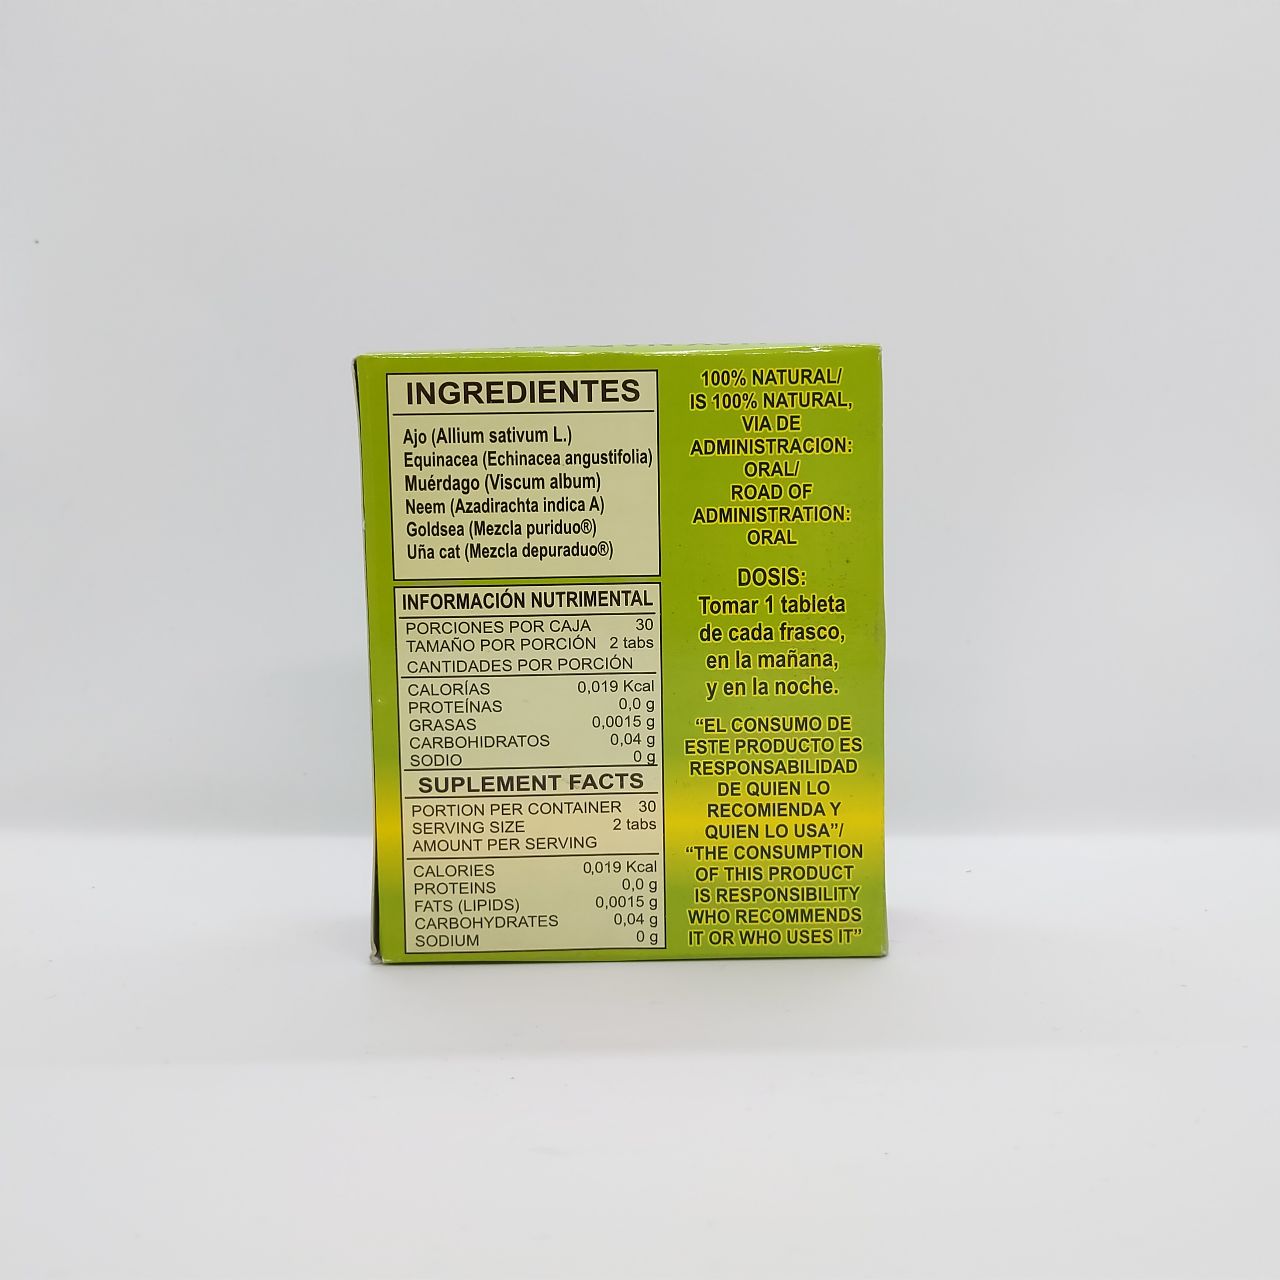 INGREDIENTES
Ajo (Allium sativum L.)
Equinacea (Echinacea angustifolia)
Muérdago (Viscum album)
Neem (Azadirachta indica A)
Goldsea (Mezcla puriduo®)
Uña cat (Mezcla depuraduo®)
INFORMACIÓN NUTRIMENTAL
PORCIONES POR CAJA 30
TAMAÑO POR PORCIÓN 2 tabs
CANTIDADES POR PORCIÓN
CALORÍAS 0,019 Kcal
PROTEÍNAS 0,0 g
GRASAS 0,0015 g
CARBOHIDRATOS 0,04 g
SODIO 0 g
SUPLEMENT FACTS
PORTION PER CONTAINER 30
SERVING SIZE 2 tabs
AMOUNT PER SERVING
CALORIES 0,019 Kcal
PROTEINS 0,0 g
FATS (LIPIDS) 0,0015 g
CARBOHYDRATES 0,04 g
SODIUM 0 g
100% NATURAL/
IS 100% NATURAL,
VIA DE
ADMINISTRACION:
ORAL/
ROAD OF
ADMINISTRATION:
ORAL
DOSIS:
Tomar 1 tableta
de cada frasco,
en la mañana,
y en la noche.
“EL CONSUMO DE
ESTE PRODUCTO ES
RESPONSABILIDAD
DE QUIEN LO
RECOMIENDA Y
QUIEN LO USA”/
“THE CONSUMPTION
OF THIS PRODUCT
IS RESPONSIBILITY
WHO RECOMMENDS
IT OR WHO USES IT”